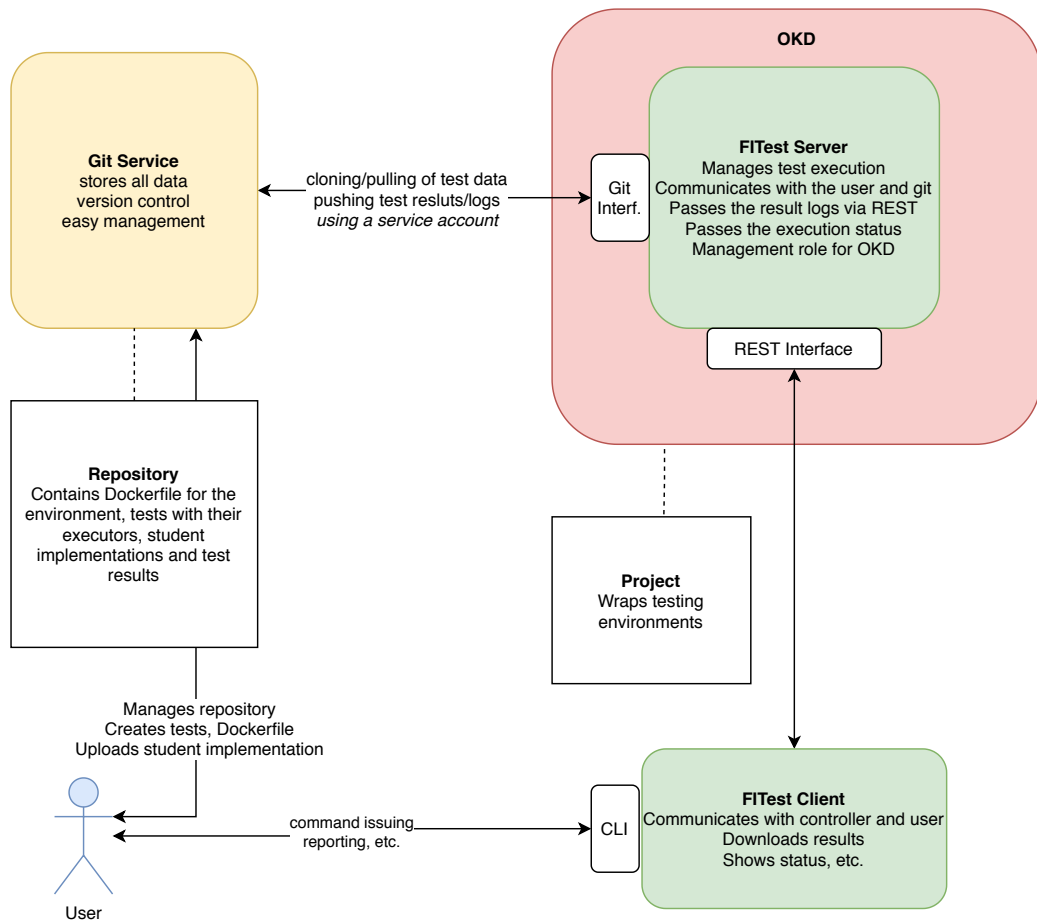 OKD
Git Service
stores all data
version control
easy management
cloning/pulling of test data
pushing test resluts/logs
using a service account
Git
Interf.
FITest Server
Manages test execution
Communicates with the user and git
Passes the result logs via REST
Passes the execution status
Management role for OKD
REST Interface
Repository
Contains Dockerfile for the
environment, tests with their
executors, student
implementations and test
results
Project
Wraps testing
environments
Manages repository
Creates tests, Dockerfile
Uploads student implementation
command issuing
reporting, etc.
CLI
FITest Client
Communicates with controller and user
Downloads results
Shows status, etc.
User